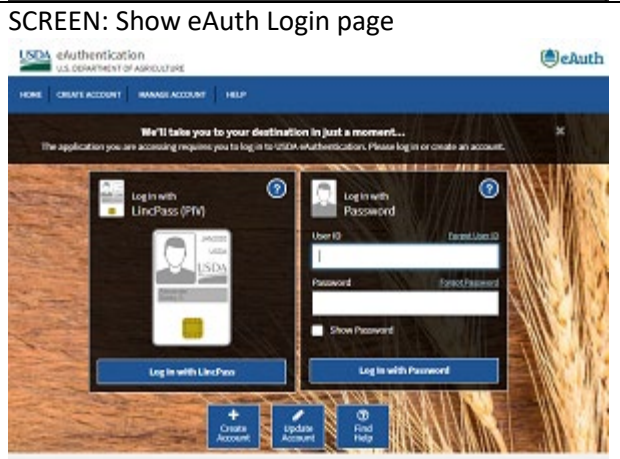 SCREEN: Show eAuth Login page
USDA eAuthentication
U.S. DEPARTMENT OF AGRICULTURE
eAuth
HOME CREATE ACCOUNT MANAGE ACCOUNT HELP
We'll take you to your destination in just a moment...
The application you are accessing requires you to log in to USDA eAuthentication. Please log in or create an account.
Log in with
LincPass (PIV)
USDA
Log in with LincPass
Log in with
Password
User ID Forgot User ID
Password Forgot Password
Show Password
Log In with Password
Create
Account
Update
Account
Find
Help